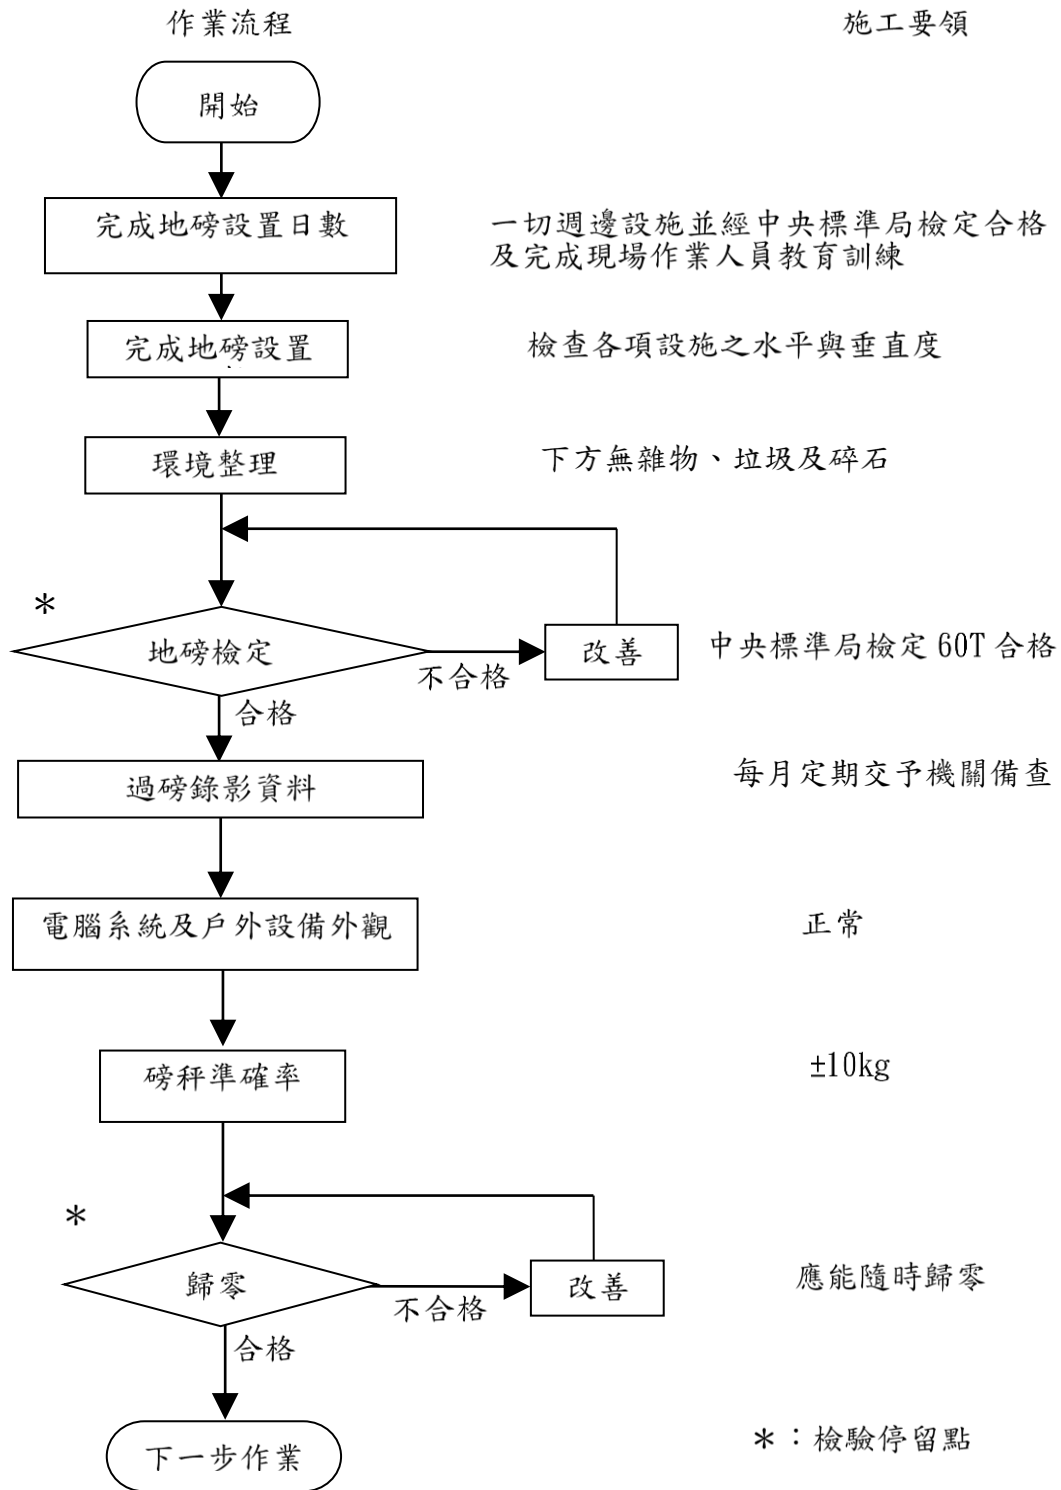 作業流程
施工要領
開始
完成地磅設置日數
一切週邊設施並經中央標準局檢定合格
及完成現場作業人員教育訓練
完成地磅設置
檢查各項設施之水平與垂直度
環境整理
下方無雜物、垃圾及碎石
*
地磅檢定
不合格
改善
中央標準局檢定 60T 合格
合格
過磅錄影資料
每月定期交予機關備查
電腦系統及戶外設備外觀
正常
磅秤準確率
±10kg
*
歸零
不合格
改善
應能隨時歸零
合格
下一步作業
*：檢驗停留點